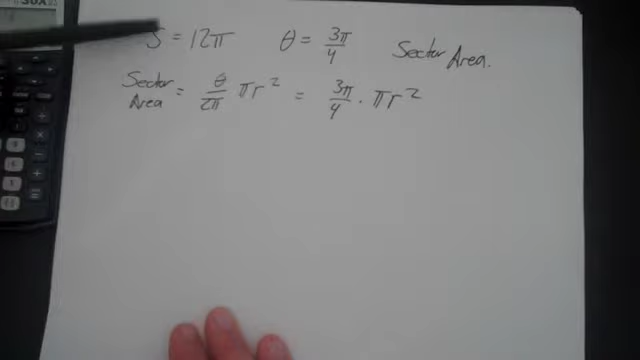 S = 12π θ = 3π/4 Sector Area.
Sector Area = θ/2π πr² = 3π/4 · πr²